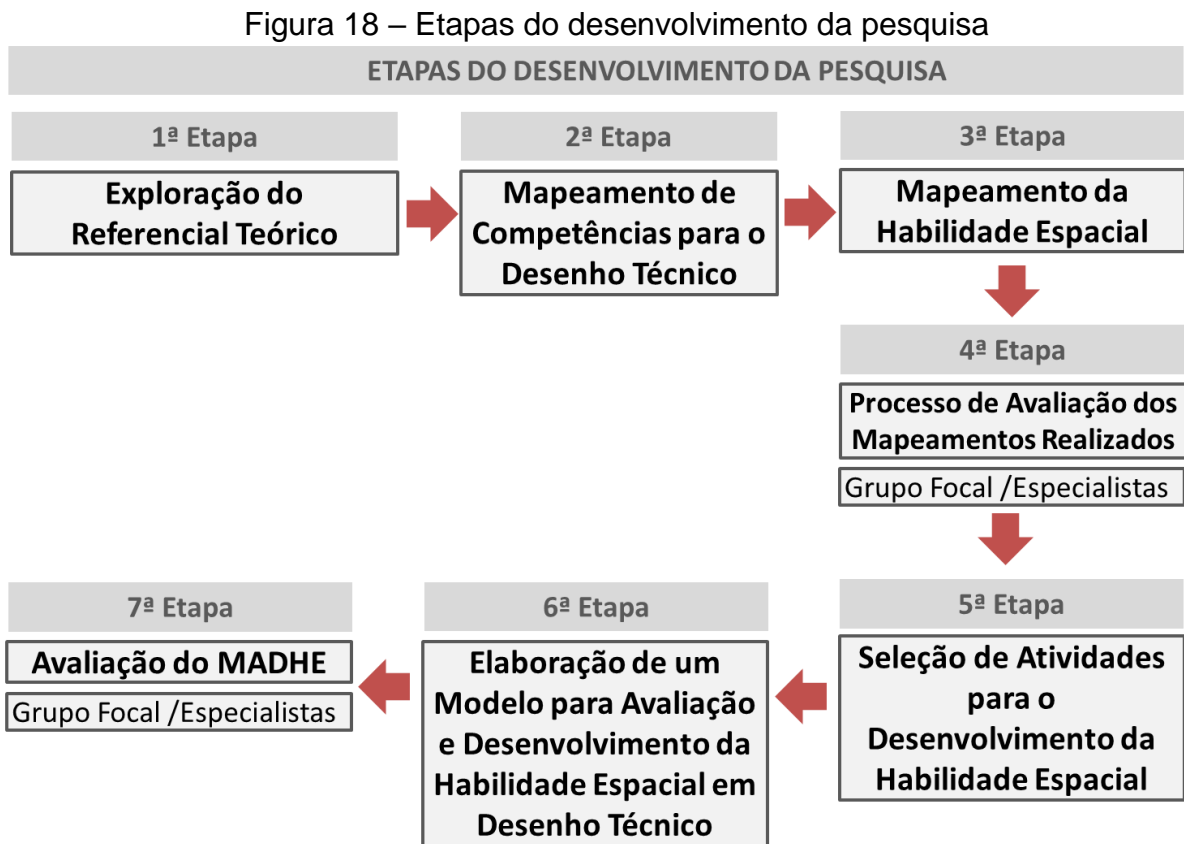 Figura 18 – Etapas do desenvolvimento da pesquisa
ETAPAS DO DESENVOLVIMENTO DA PESQUISA
1ª Etapa
Exploração do
Referencial Teórico
2ª Etapa
Mapeamento de
Competências para o
Desenho Técnico
3ª Etapa
Mapeamento da
Habilidade Espacial
4ª Etapa
Processo de Avaliação dos
Mapeamentos Realizados
Grupo Focal /Especialistas
5ª Etapa
Seleção de Atividades
para o
Desenvolvimento da
Habilidade Espacial
6ª Etapa
Elaboração de um
Modelo para Avaliação
e Desenvolvimento da
Habilidade Espacial em
Desenho Técnico
7ª Etapa
Avaliação do MADHE
Grupo Focal /Especialistas